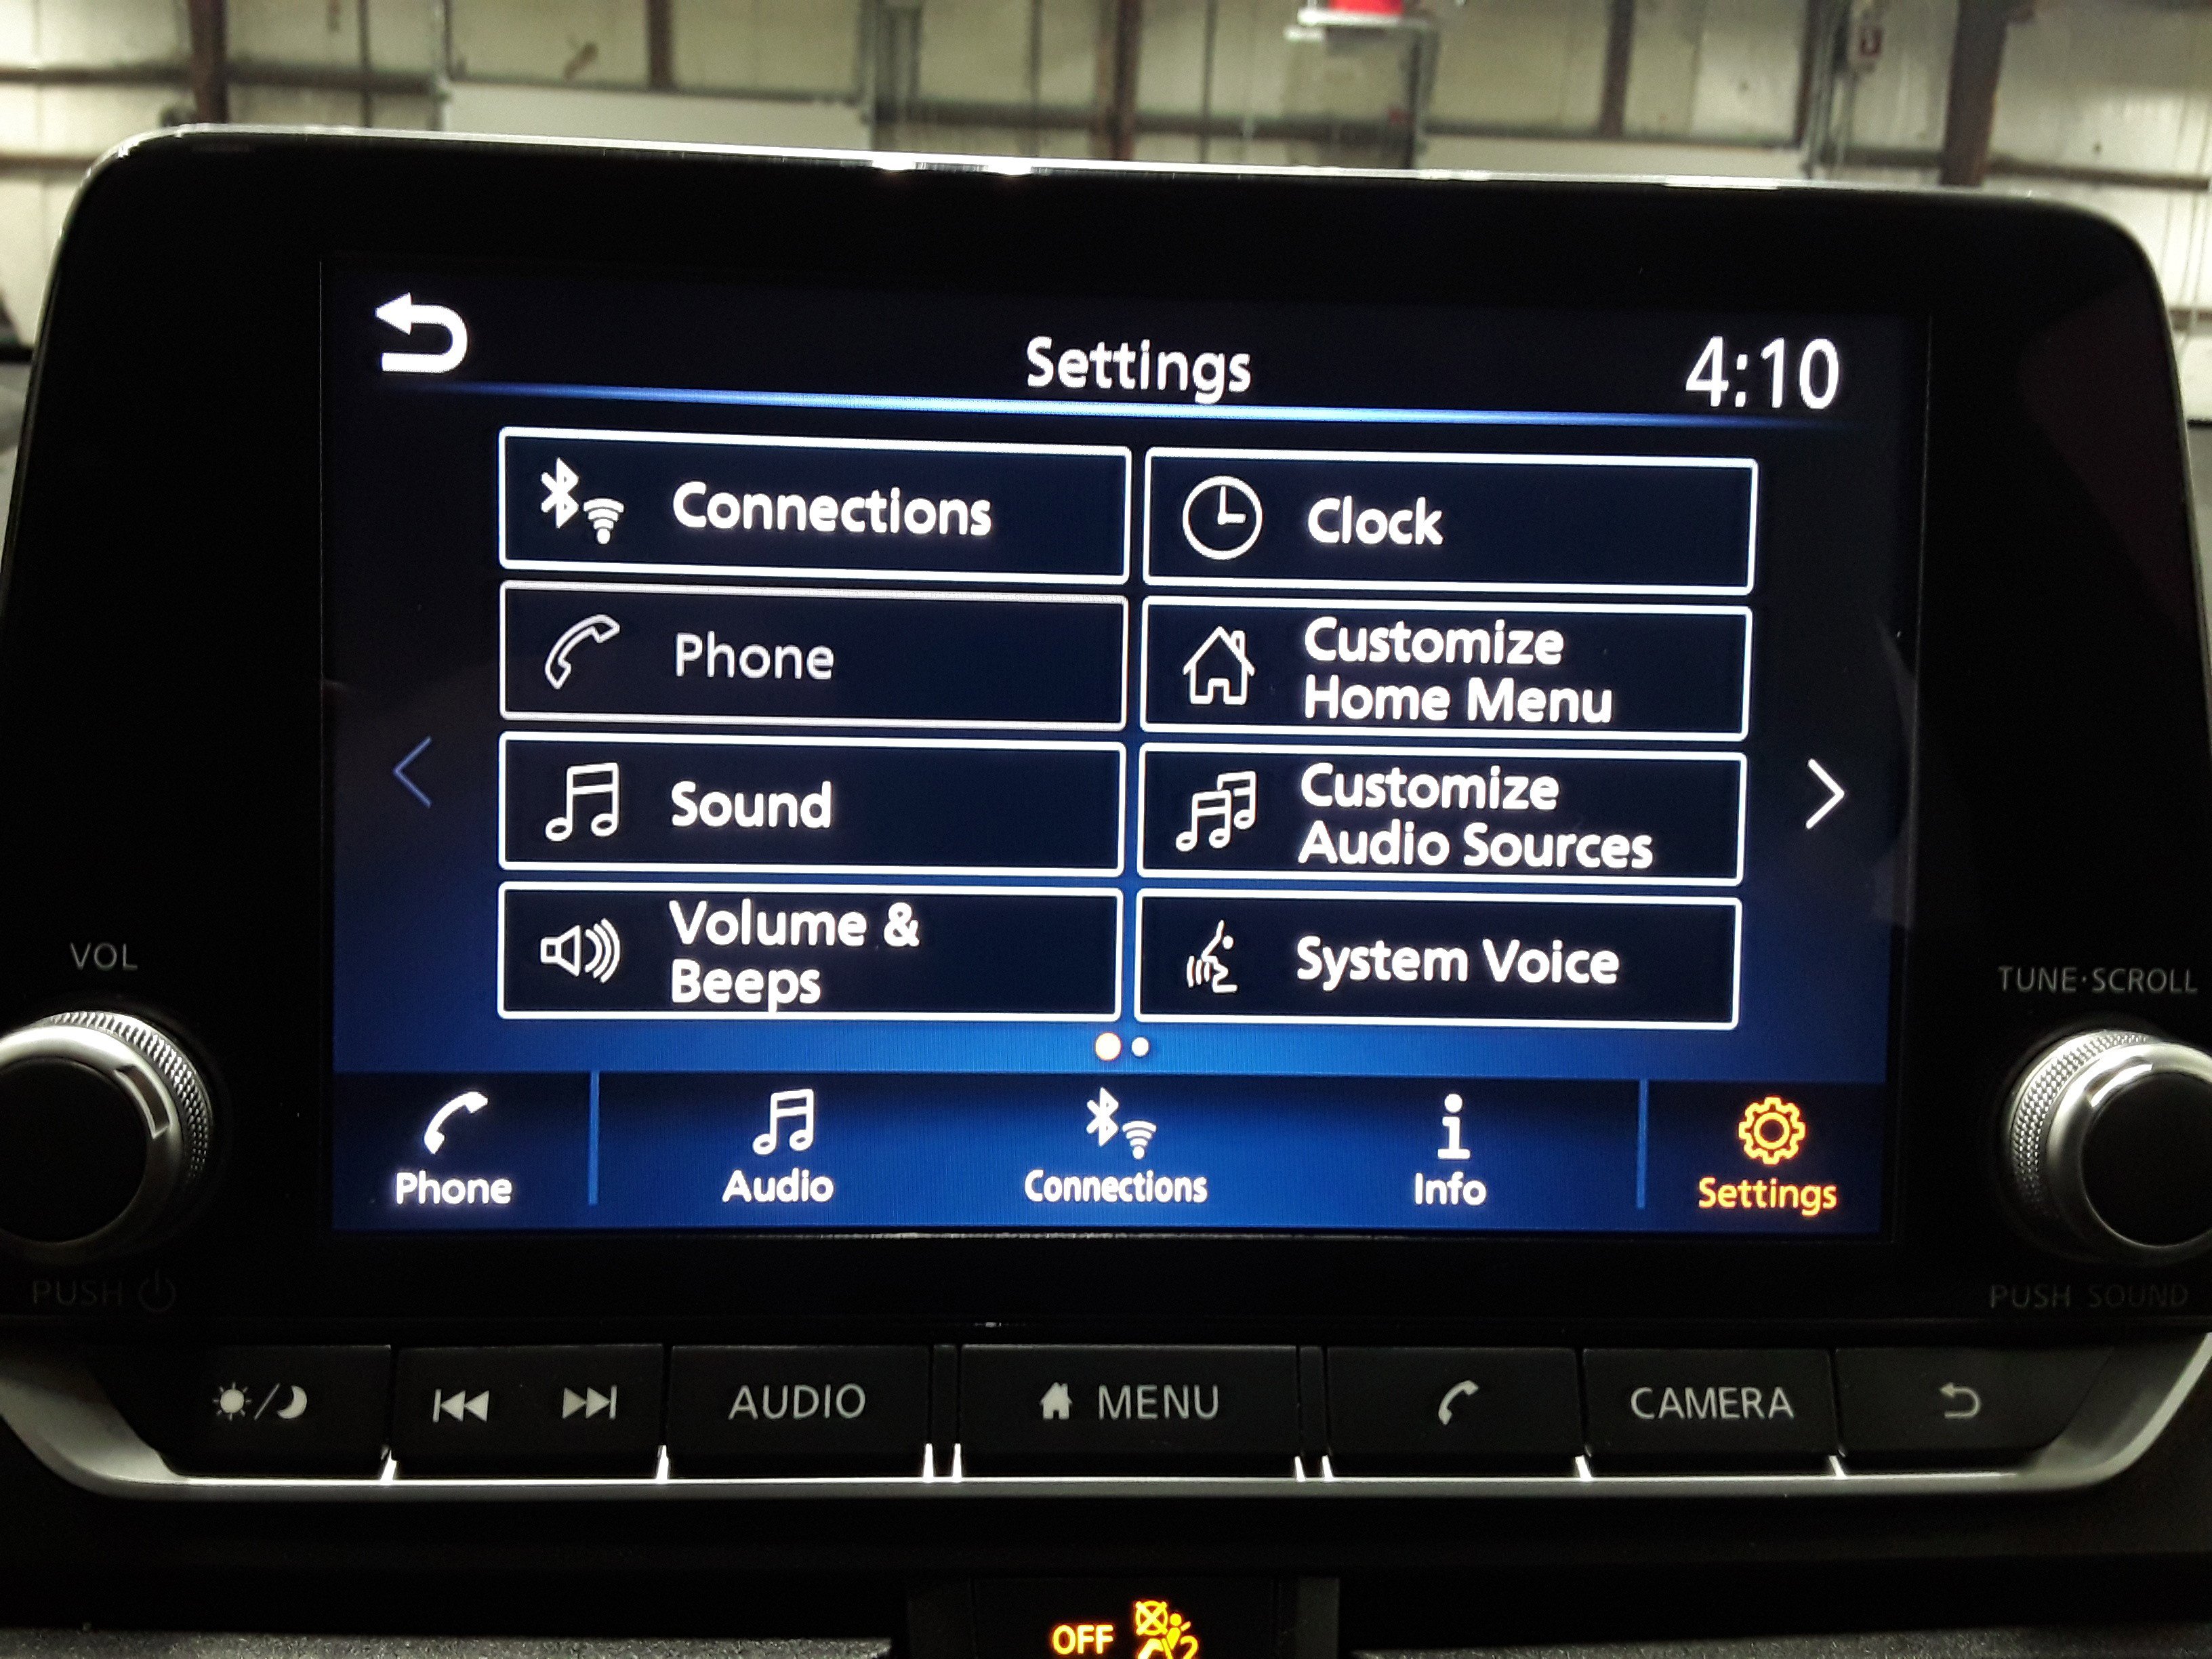 Settings
4:10
Connections
Clock
Phone
Customize
Home Menu
Sound
Customize
Audio Sources
Volume &
Beeps
System Voice
Phone
Audio
Connections
Info
Settings
VOL
PUSH
TUNE·SCROLL
PUSH SOUND
AUDIO
MENU
CAMERA
OFF
2